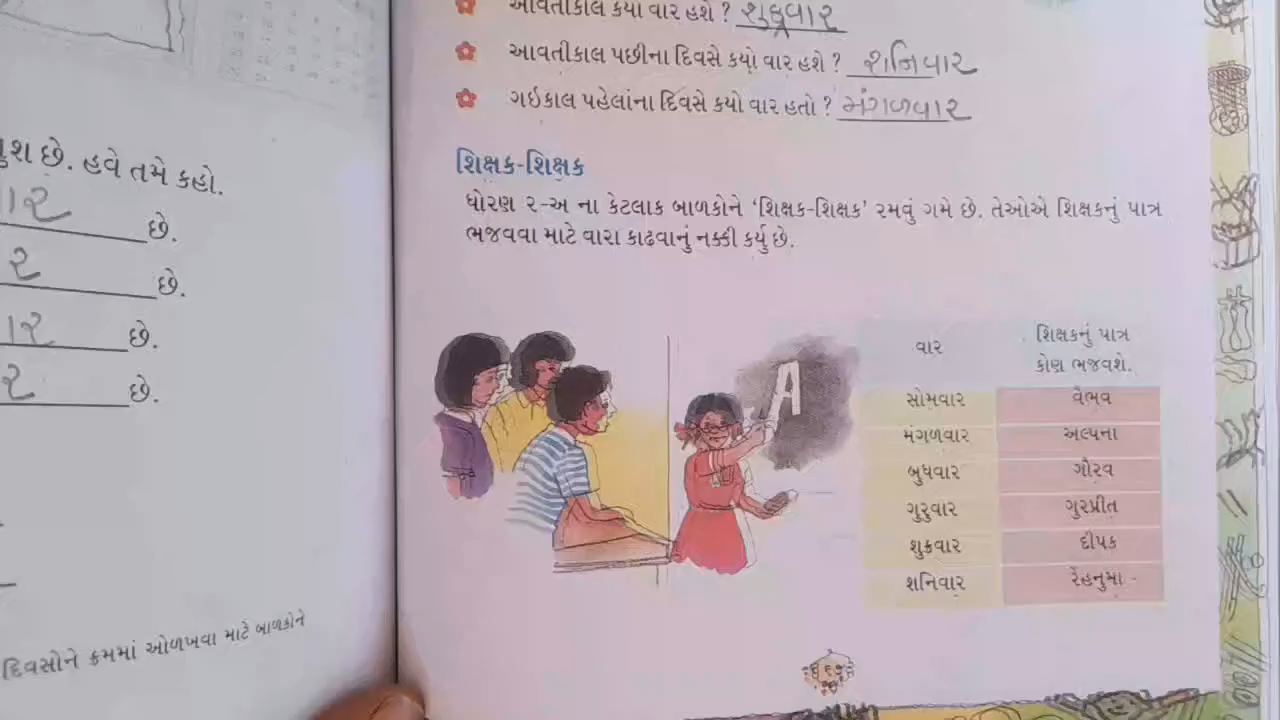 ુશ છે. હવે તમે કહો.
ાર છે.
ર છે.
ાર છે.
ર છે.
દિવસોને ક્રમમાં ઓળખવા માટે બાળકોને
આવતીકાલ કયા વાર હશે ? શુક્રવાર
આવતીકાલ પછીના દિવસે કયો વાર હશે ? શનિવાર
ગઇકાલ પહેલાંના દિવસે કયો વાર હતો ? મંગળવાર
શિક્ષક-શિક્ષક
ધોરણ ૨-અ ના કેટલાક બાળકોને ‘શિક્ષક-શિક્ષક’ રમવું ગમે છે. તેઓએ શિક્ષકનું પાત્ર
ભજવવા માટે વારા કાઢવાનું નક્કી કર્યુ છે.
A
વાર શિક્ષકનું પાત્ર
કોણ ભજવશે.
સોમવાર વૈભવ
મંગળવાર અલ્પના
બુધવાર ગૌરવ
ગુરુવાર ગુરપ્રીત
શુક્રવાર દીપક
શનિવાર રેહનુમા